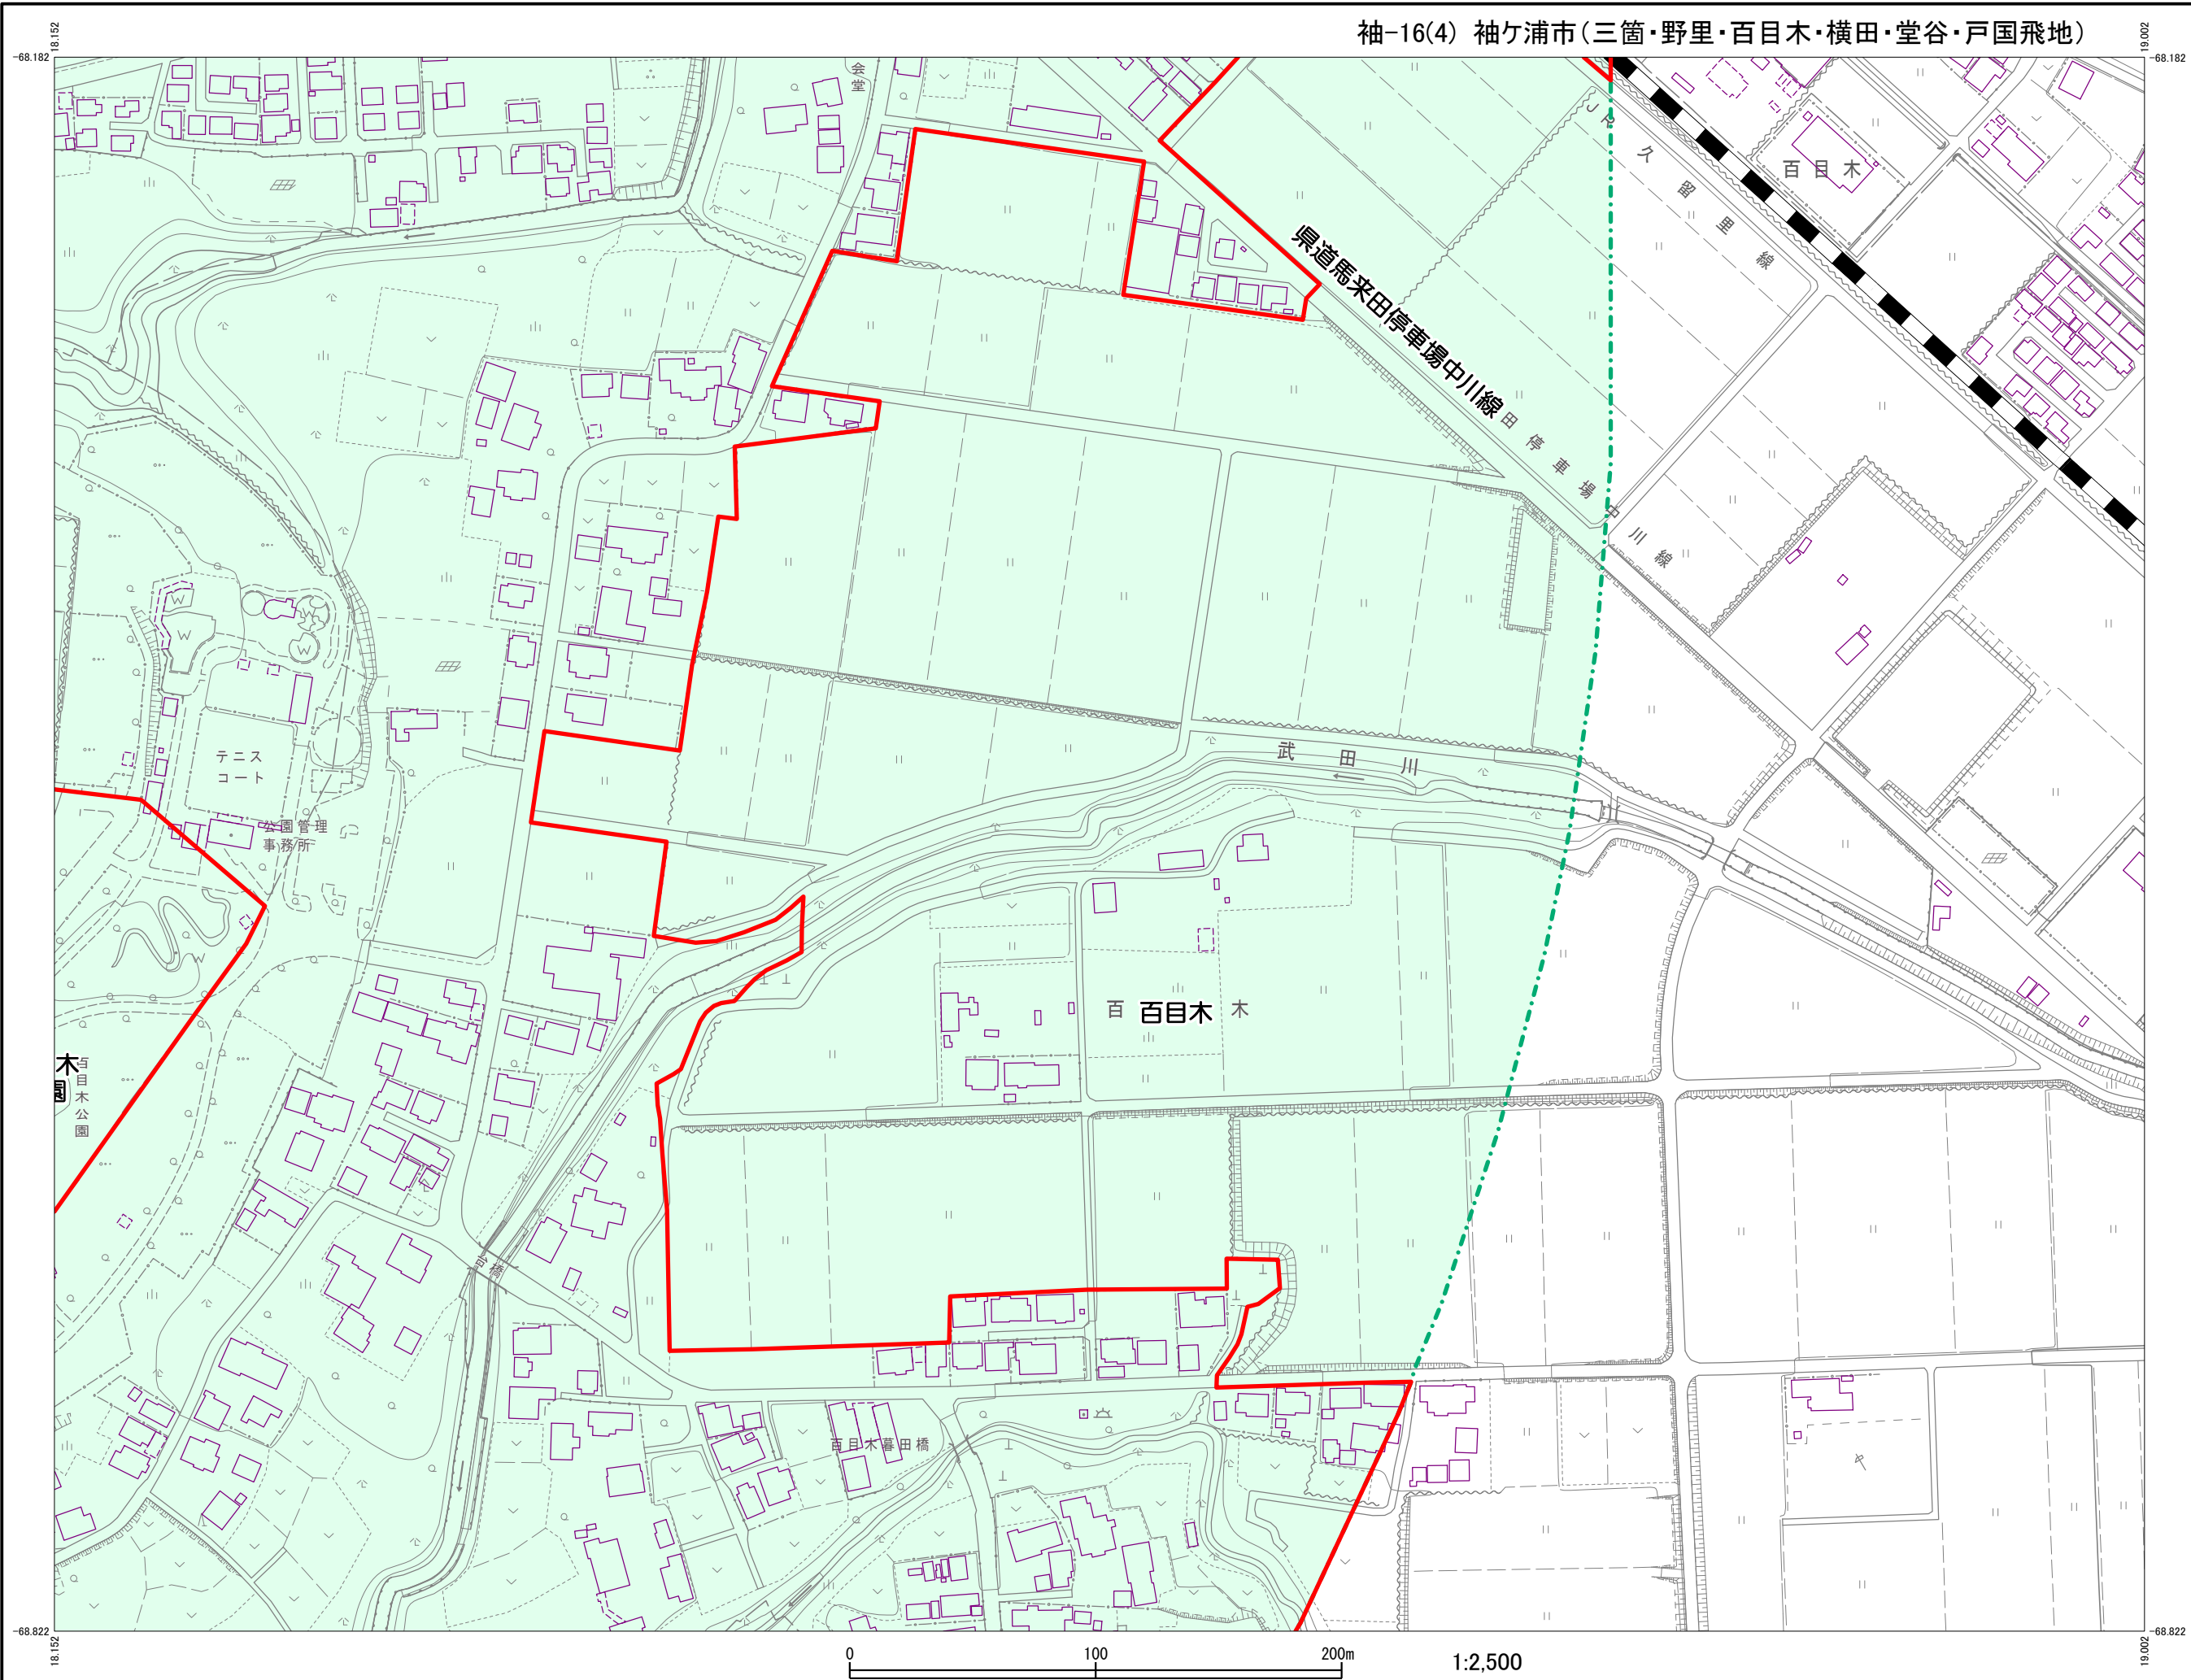 袖-16(4) 袖ケ浦市(三箇・野里・百目木・横田・堂谷・戸国飛地)
18.152
19.002
-68.182
-68.182
会堂
JR久留里線
百目木
県道馬来田停車場中川線
田停車場中川線
武田川
テニス
コート
公園管理
事務所
百 百目木 木
木
園
百目木公園
橋
百目木暮田橋
-68.822
-68.822
18.152
19.002
0 100 200m
1:2,500